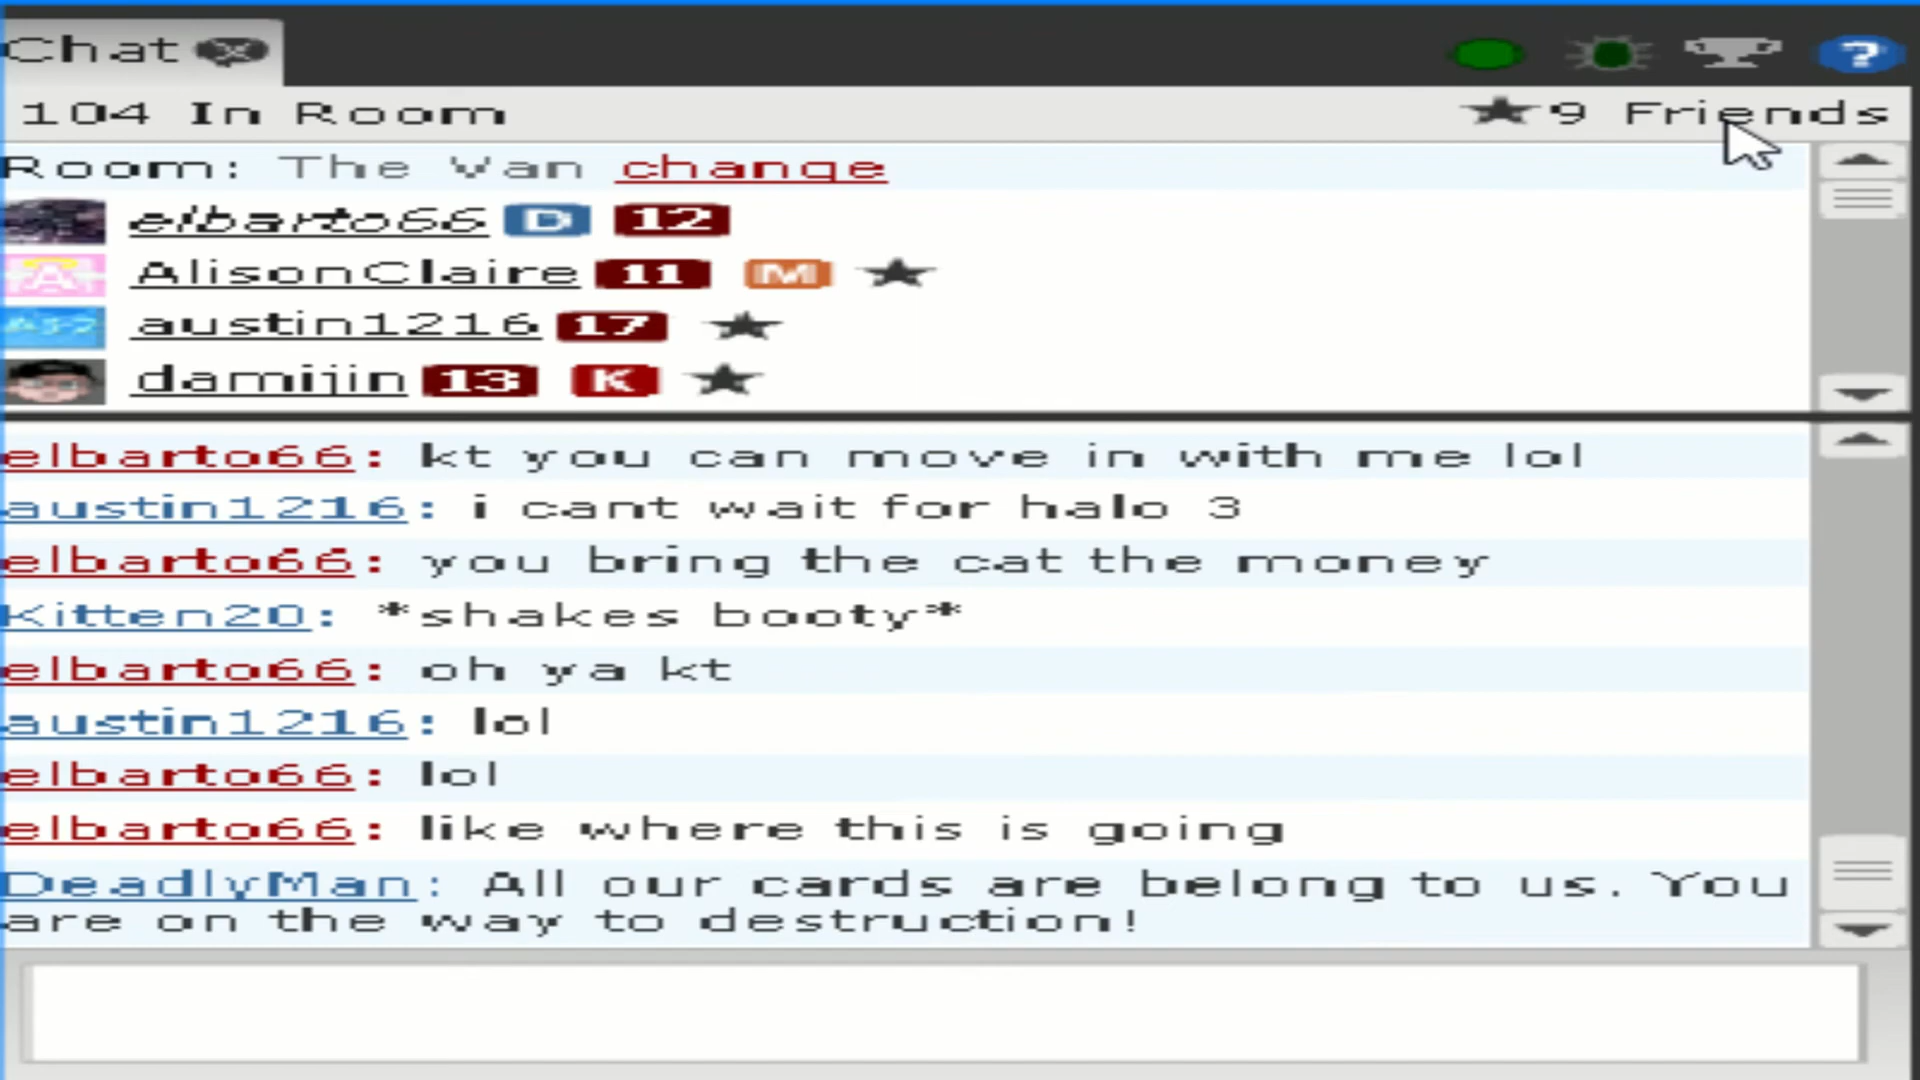 Chat
?
104 In Room
9 Friends
Room: The Van change
elbarto66 D 12
A AlisonClaire 11 M
austin1216 17
damijin 13 K
elbarto66: kt you can move in with me lol
austin1216: i cant wait for halo 3
elbarto66: you bring the cat the money
Kitten20: *shakes booty*
elbarto66: oh ya kt
austin1216: lol
elbarto66: lol
elbarto66: like where this is going
DeadlyMan: All our cards are belong to us. You
are on the way to destruction!